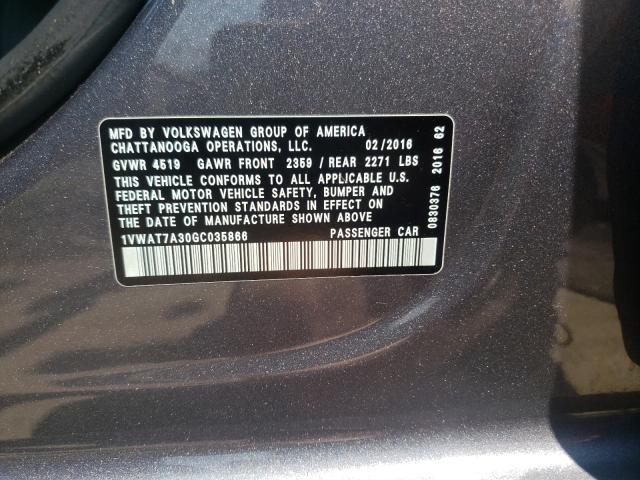 MFD BY VOLKSWAGEN GROUP OF AMERICA
CHATTANOOGA OPERATIONS, LLC. 02/2016
GVWR 4519 GAWR FRONT 2359 / REAR 2271 LBS
THIS VEHICLE CONFORMS TO ALL APPLICABLE U.S.
FEDERAL MOTOR VEHICLE SAFETY, BUMPER AND
THEFT PREVENTION STANDARDS IN EFFECT ON
THE DATE OF MANUFACTURE SHOWN ABOVE
1VWAT7A30GC035866 PASSENGER CAR
0830376 2016 62